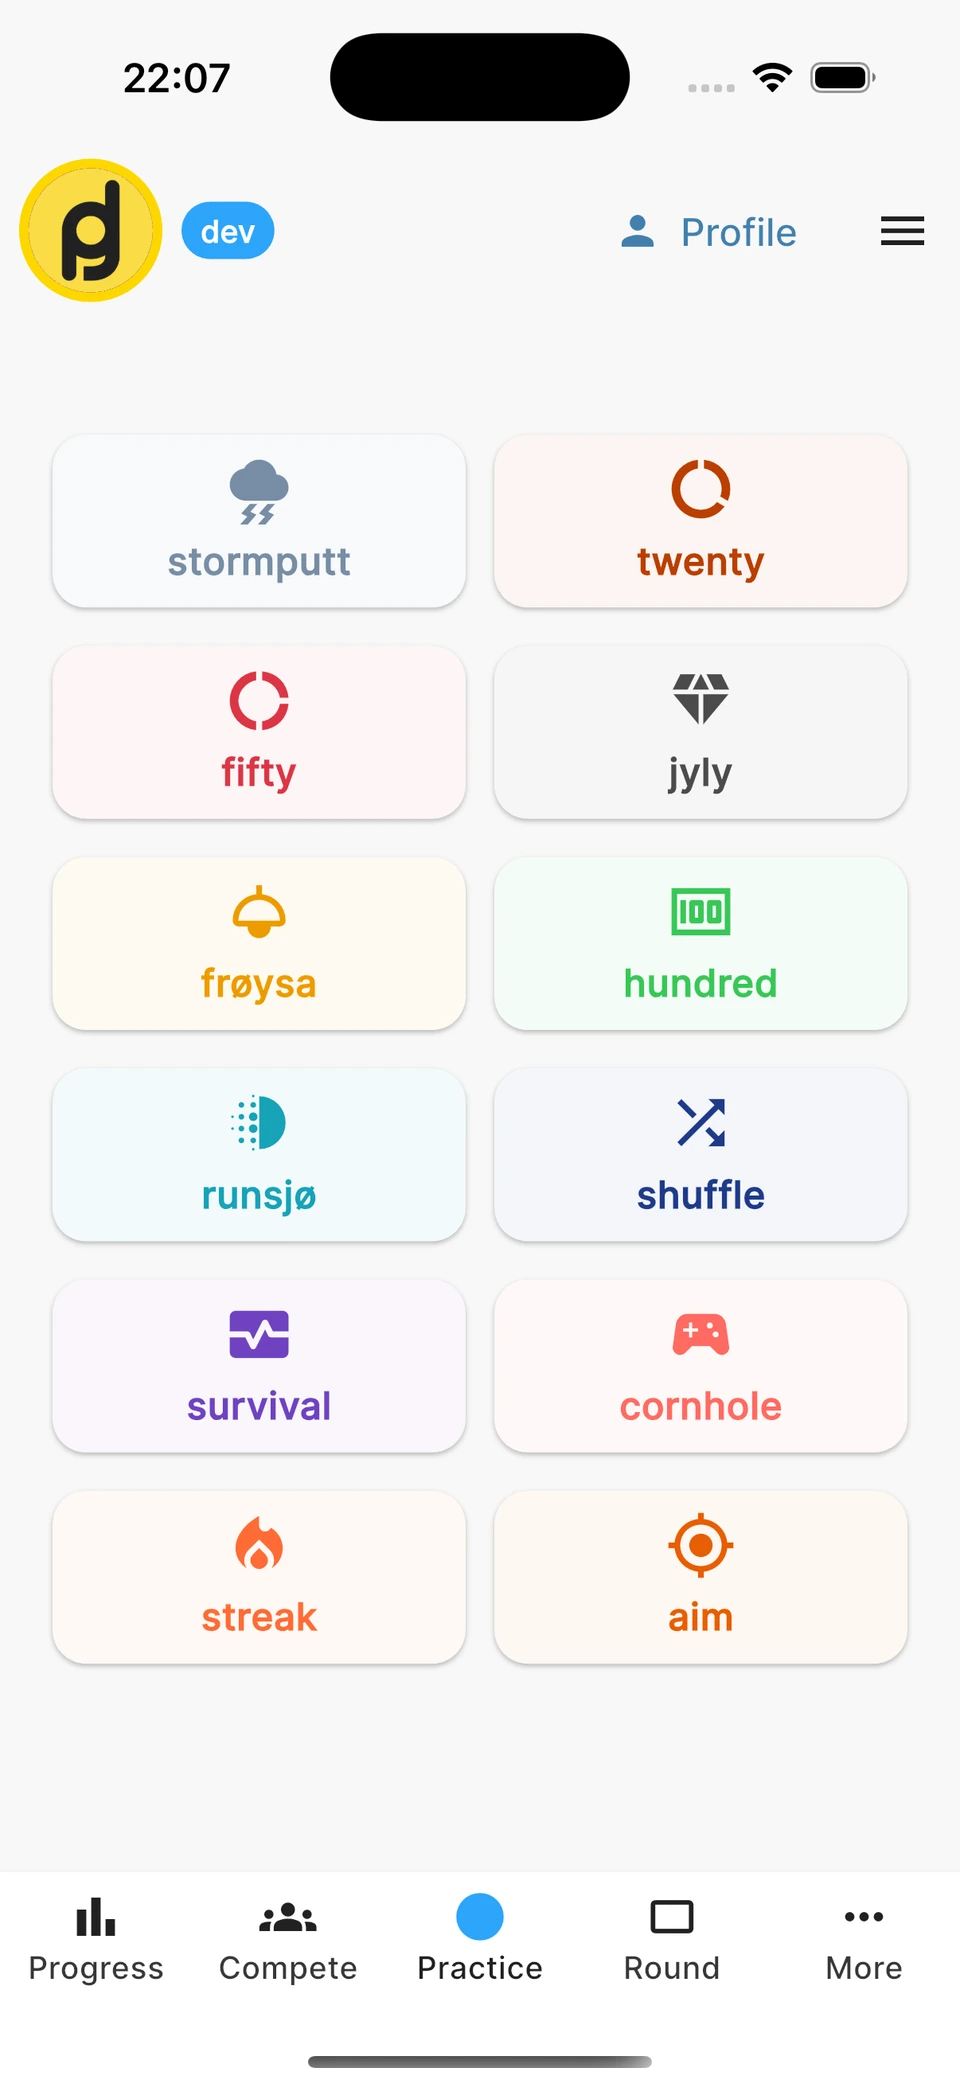 22:07
dev
Profile
stormputt
twenty
fifty
jyly
frøysa
100
hundred
runsjø
shuffle
survival
cornhole
streak
aim
Progress
Compete
Practice
Round
More